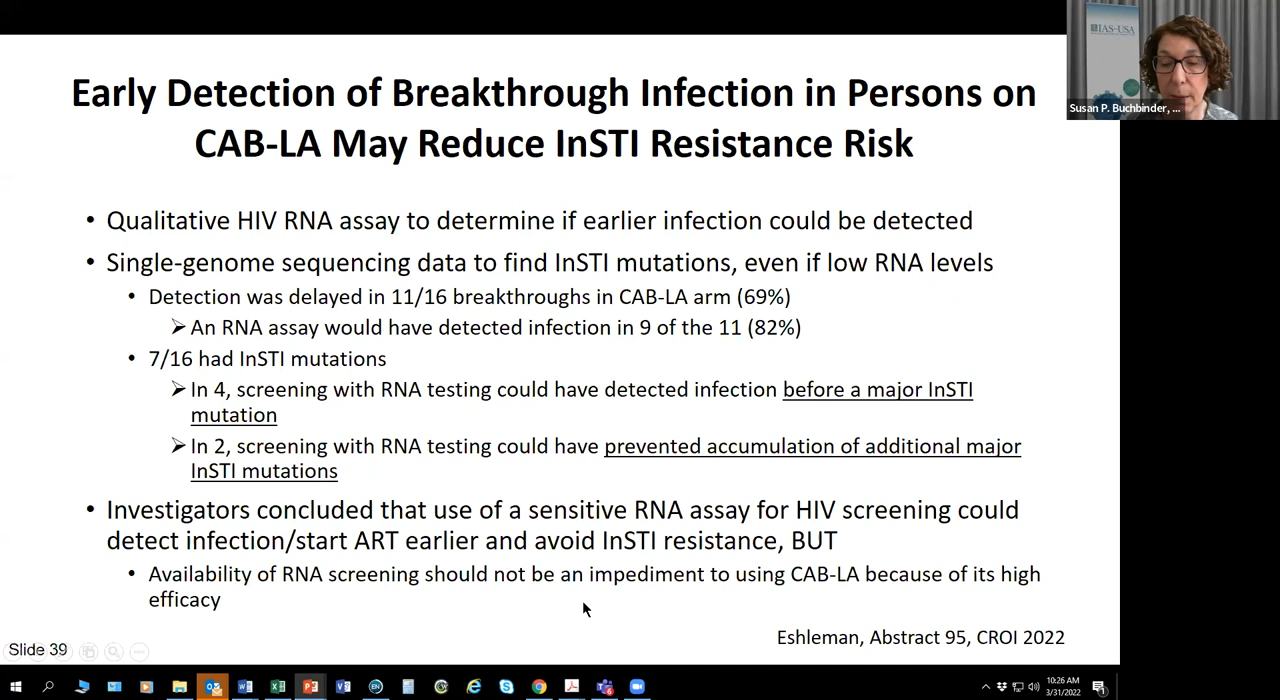 IAS-USA
Susan P. Buchbinder, ...
Early Detection of Breakthrough Infection in Persons on
CAB-LA May Reduce InSTI Resistance Risk
• Qualitative HIV RNA assay to determine if earlier infection could be detected
• Single-genome sequencing data to find InSTI mutations, even if low RNA levels
• Detection was delayed in 11/16 breakthroughs in CAB-LA arm (69%)
➢ An RNA assay would have detected infection in 9 of the 11 (82%)
• 7/16 had InSTI mutations
➢ In 4, screening with RNA testing could have detected infection before a major InSTI
mutation
➢ In 2, screening with RNA testing could have prevented accumulation of additional major
InSTI mutations
• Investigators concluded that use of a sensitive RNA assay for HIV screening could
detect infection/start ART earlier and avoid InSTI resistance, BUT
• Availability of RNA screening should not be an impediment to using CAB-LA because of its high
efficacy
Eshleman, Abstract 95, CROI 2022
Slide 39
10:26 AM
3/31/2022